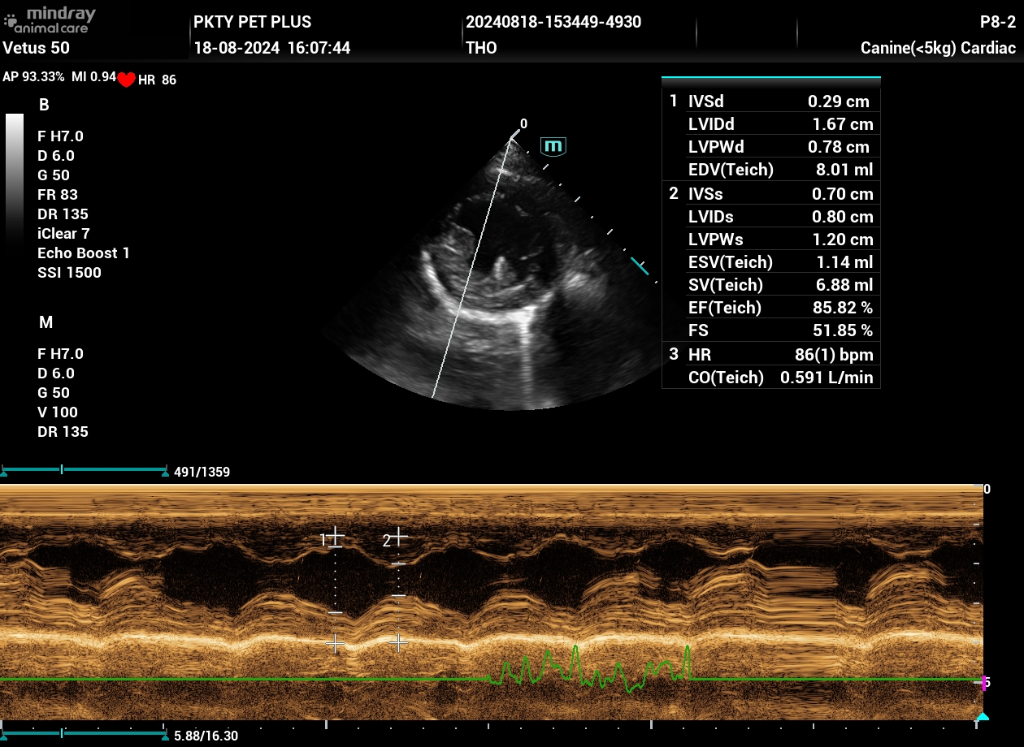 mindray
animal care
PKTY PET PLUS
20240818-153449-4930
P8-2
Vetus 50
18-08-2024 16:07:44
THO
Canine(<5kg) Cardiac
AP 93.33% MI 0.94 HR 86
B
F H7.0
D 6.0
G 50
FR 83
DR 135
iClear 7
Echo Boost 1
SSI 1500
M
F H7.0
D 6.0
G 50
V 100
DR 135
0
m
1 IVSd 0.29 cm
LVIDd 1.67 cm
LVPWd 0.78 cm
EDV(Teich) 8.01 ml
2 IVSs 0.70 cm
LVIDs 0.80 cm
LVPWs 1.20 cm
ESV(Teich) 1.14 ml
SV(Teich) 6.88 ml
EF(Teich) 85.82 %
FS 51.85 %
3 HR 86(1) bpm
CO(Teich) 0.591 L/min
491/1359
0
1 2
5
5.88/16.30